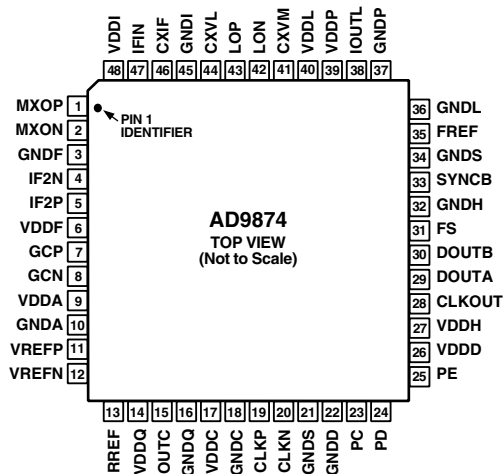 VDDI
IFIN
CXIF
GNDI
CXVL
LOP
LON
CXVM
VDDL
VDDP
IOUTL
GNDP
48 47 46 45 44 43 42 41 40 39 38 37
MXOP 1
MXON 2
GNDF 3
IF2N 4
IF2P 5
VDDF 6
GCP 7
GCN 8
VDDA 9
GNDA 10
VREFP 11
VREFN 12
PIN 1
IDENTIFIER
AD9874
TOP VIEW
(Not to Scale)
36 GNDL
35 FREF
34 GNDS
33 SYNCB
32 GNDH
31 FS
30 DOUTB
29 DOUTA
28 CLKOUT
27 VDDH
26 VDDD
25 PE
13 14 15 16 17 18 19 20 21 22 23 24
RREF
VDDQ
IOUTC
GNDQ
VDDC
GNDC
CLKP
CLKN
GNDS
GNDD
PC
PD